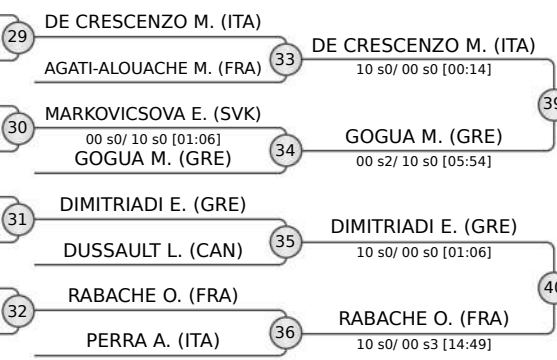 DE CRESCENZO M. (ITA)
29
AGATI-ALOUACHE M. (FRA)
33
DE CRESCENZO M. (ITA)
10 s0/ 00 s0 [00:14]
39
MARKOVICSOVA E. (SVK)
30
00 s0/ 10 s0 [01:06]
GOGUA M. (GRE)
34
GOGUA M. (GRE)
00 s2/ 10 s0 [05:54]
DIMITRIADI E. (GRE)
31
DUSSAULT L. (CAN)
35
DIMITRIADI E. (GRE)
10 s0/ 00 s0 [01:06]
40
RABACHE O. (FRA)
32
PERRA A. (ITA)
36
RABACHE O. (FRA)
10 s0/ 00 s3 [14:49]